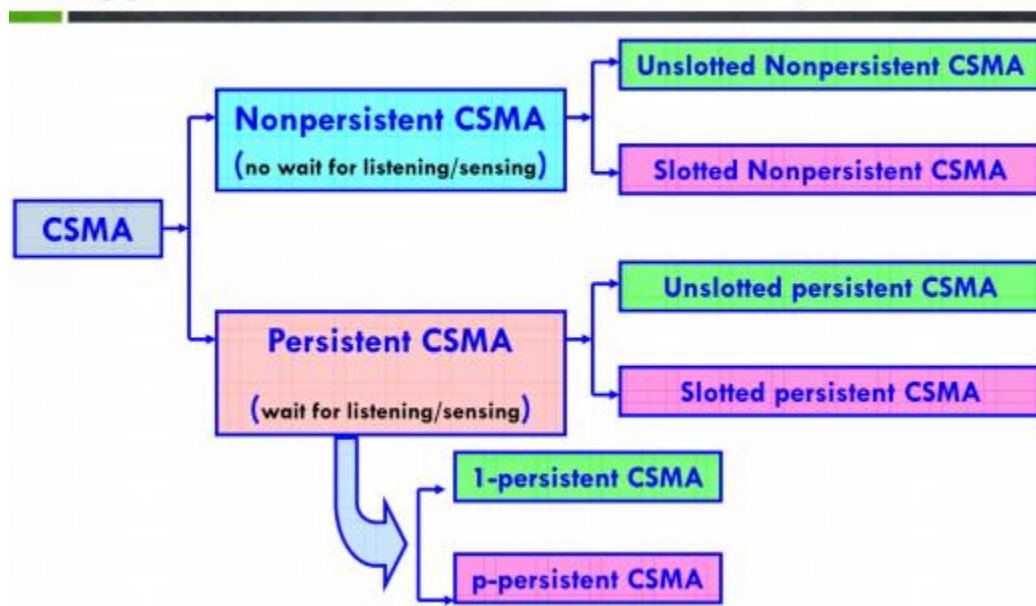 Unslotted Nonpersistent CSMA
Nonpersistent CSMA
(no wait for listening/sensing)
Slotted Nonpersistent CSMA
CSMA
Unslotted persistent CSMA
Persistent CSMA
Slotted persistent CSMA
(wait for listening/sensing)
1-persistent CSMA
p-persistent CSMA